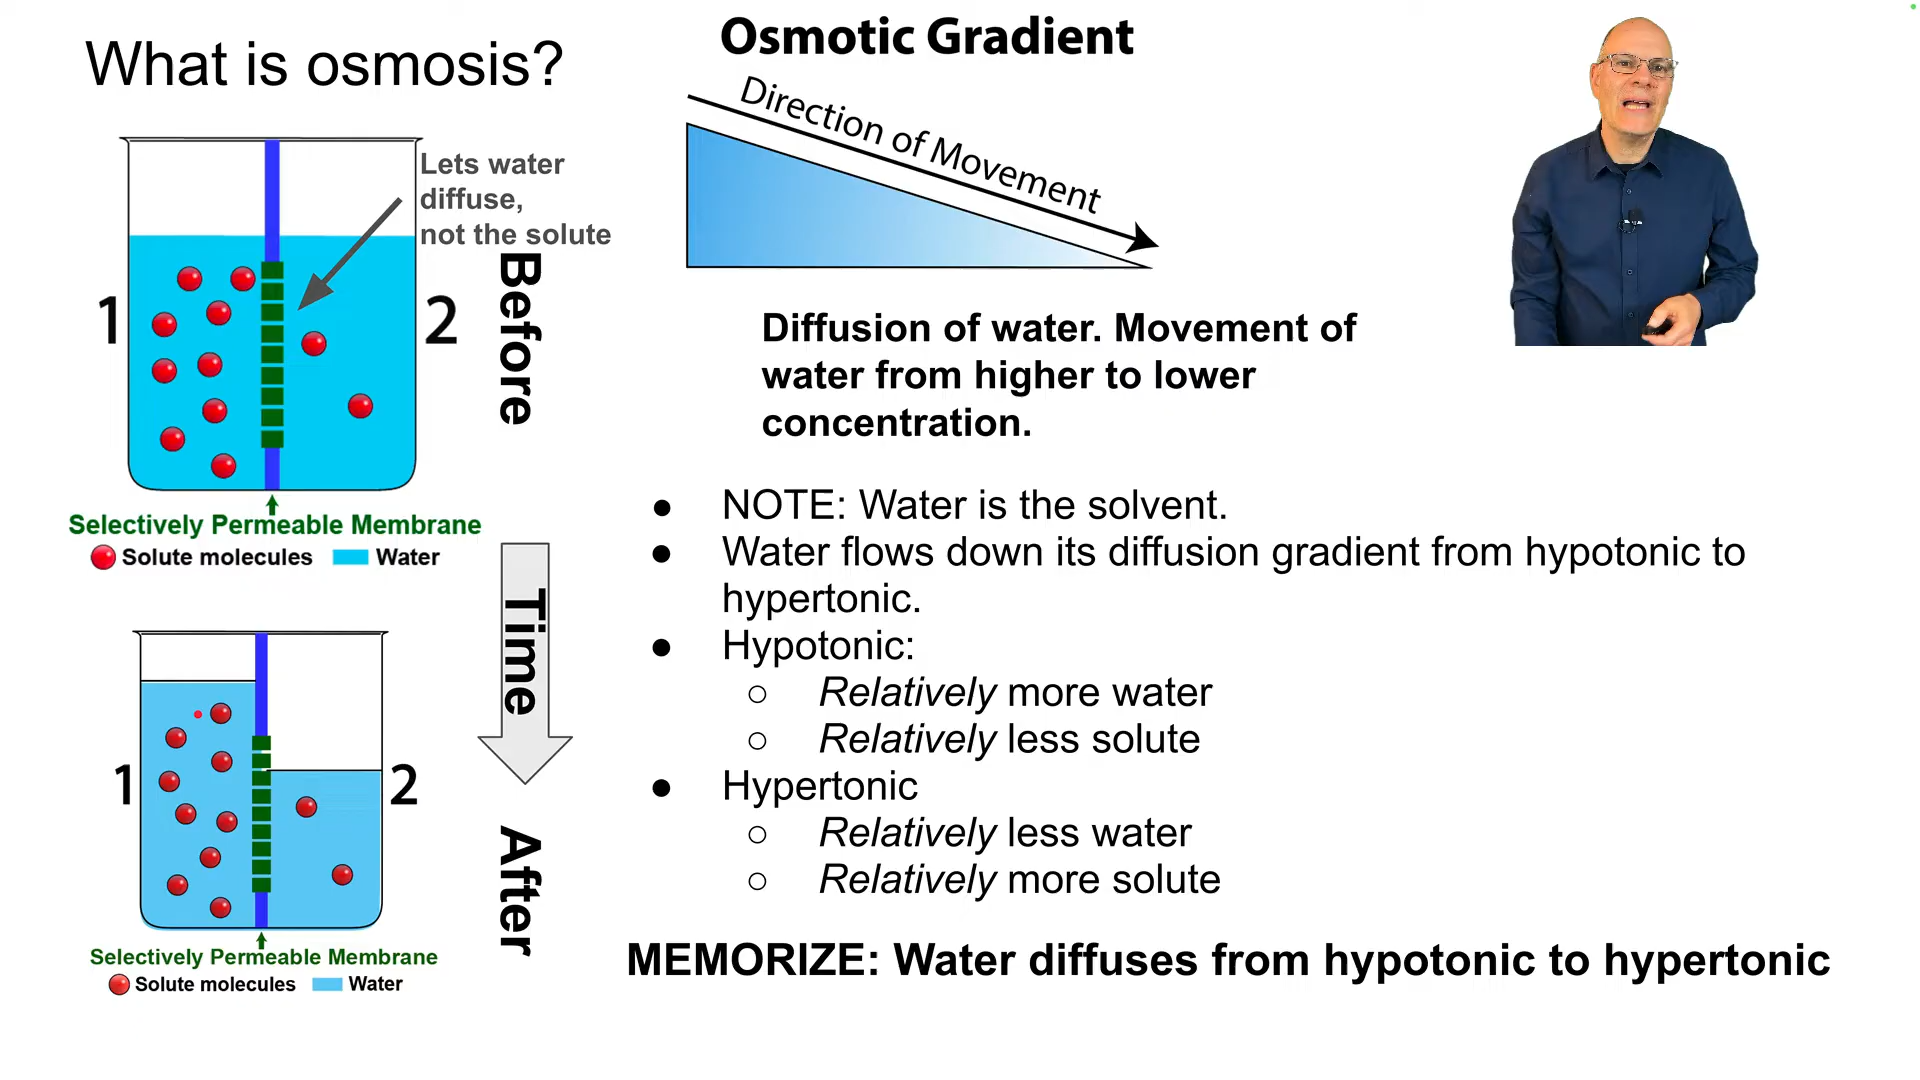 What is osmosis?
Lets water
diffuse,
not the solute
1
2
Before
Selectively Permeable Membrane
Solute molecules Water
Time
1
2
After
Selectively Permeable Membrane
Solute molecules Water
Osmotic Gradient
Direction of Movement
Diffusion of water. Movement of
water from higher to lower
concentration.
● NOTE: Water is the solvent.
● Water flows down its diffusion gradient from hypotonic to
hypertonic.
● Hypotonic:
○ Relatively more water
○ Relatively less solute
● Hypertonic
○ Relatively less water
○ Relatively more solute
MEMORIZE: Water diffuses from hypotonic to hypertonic